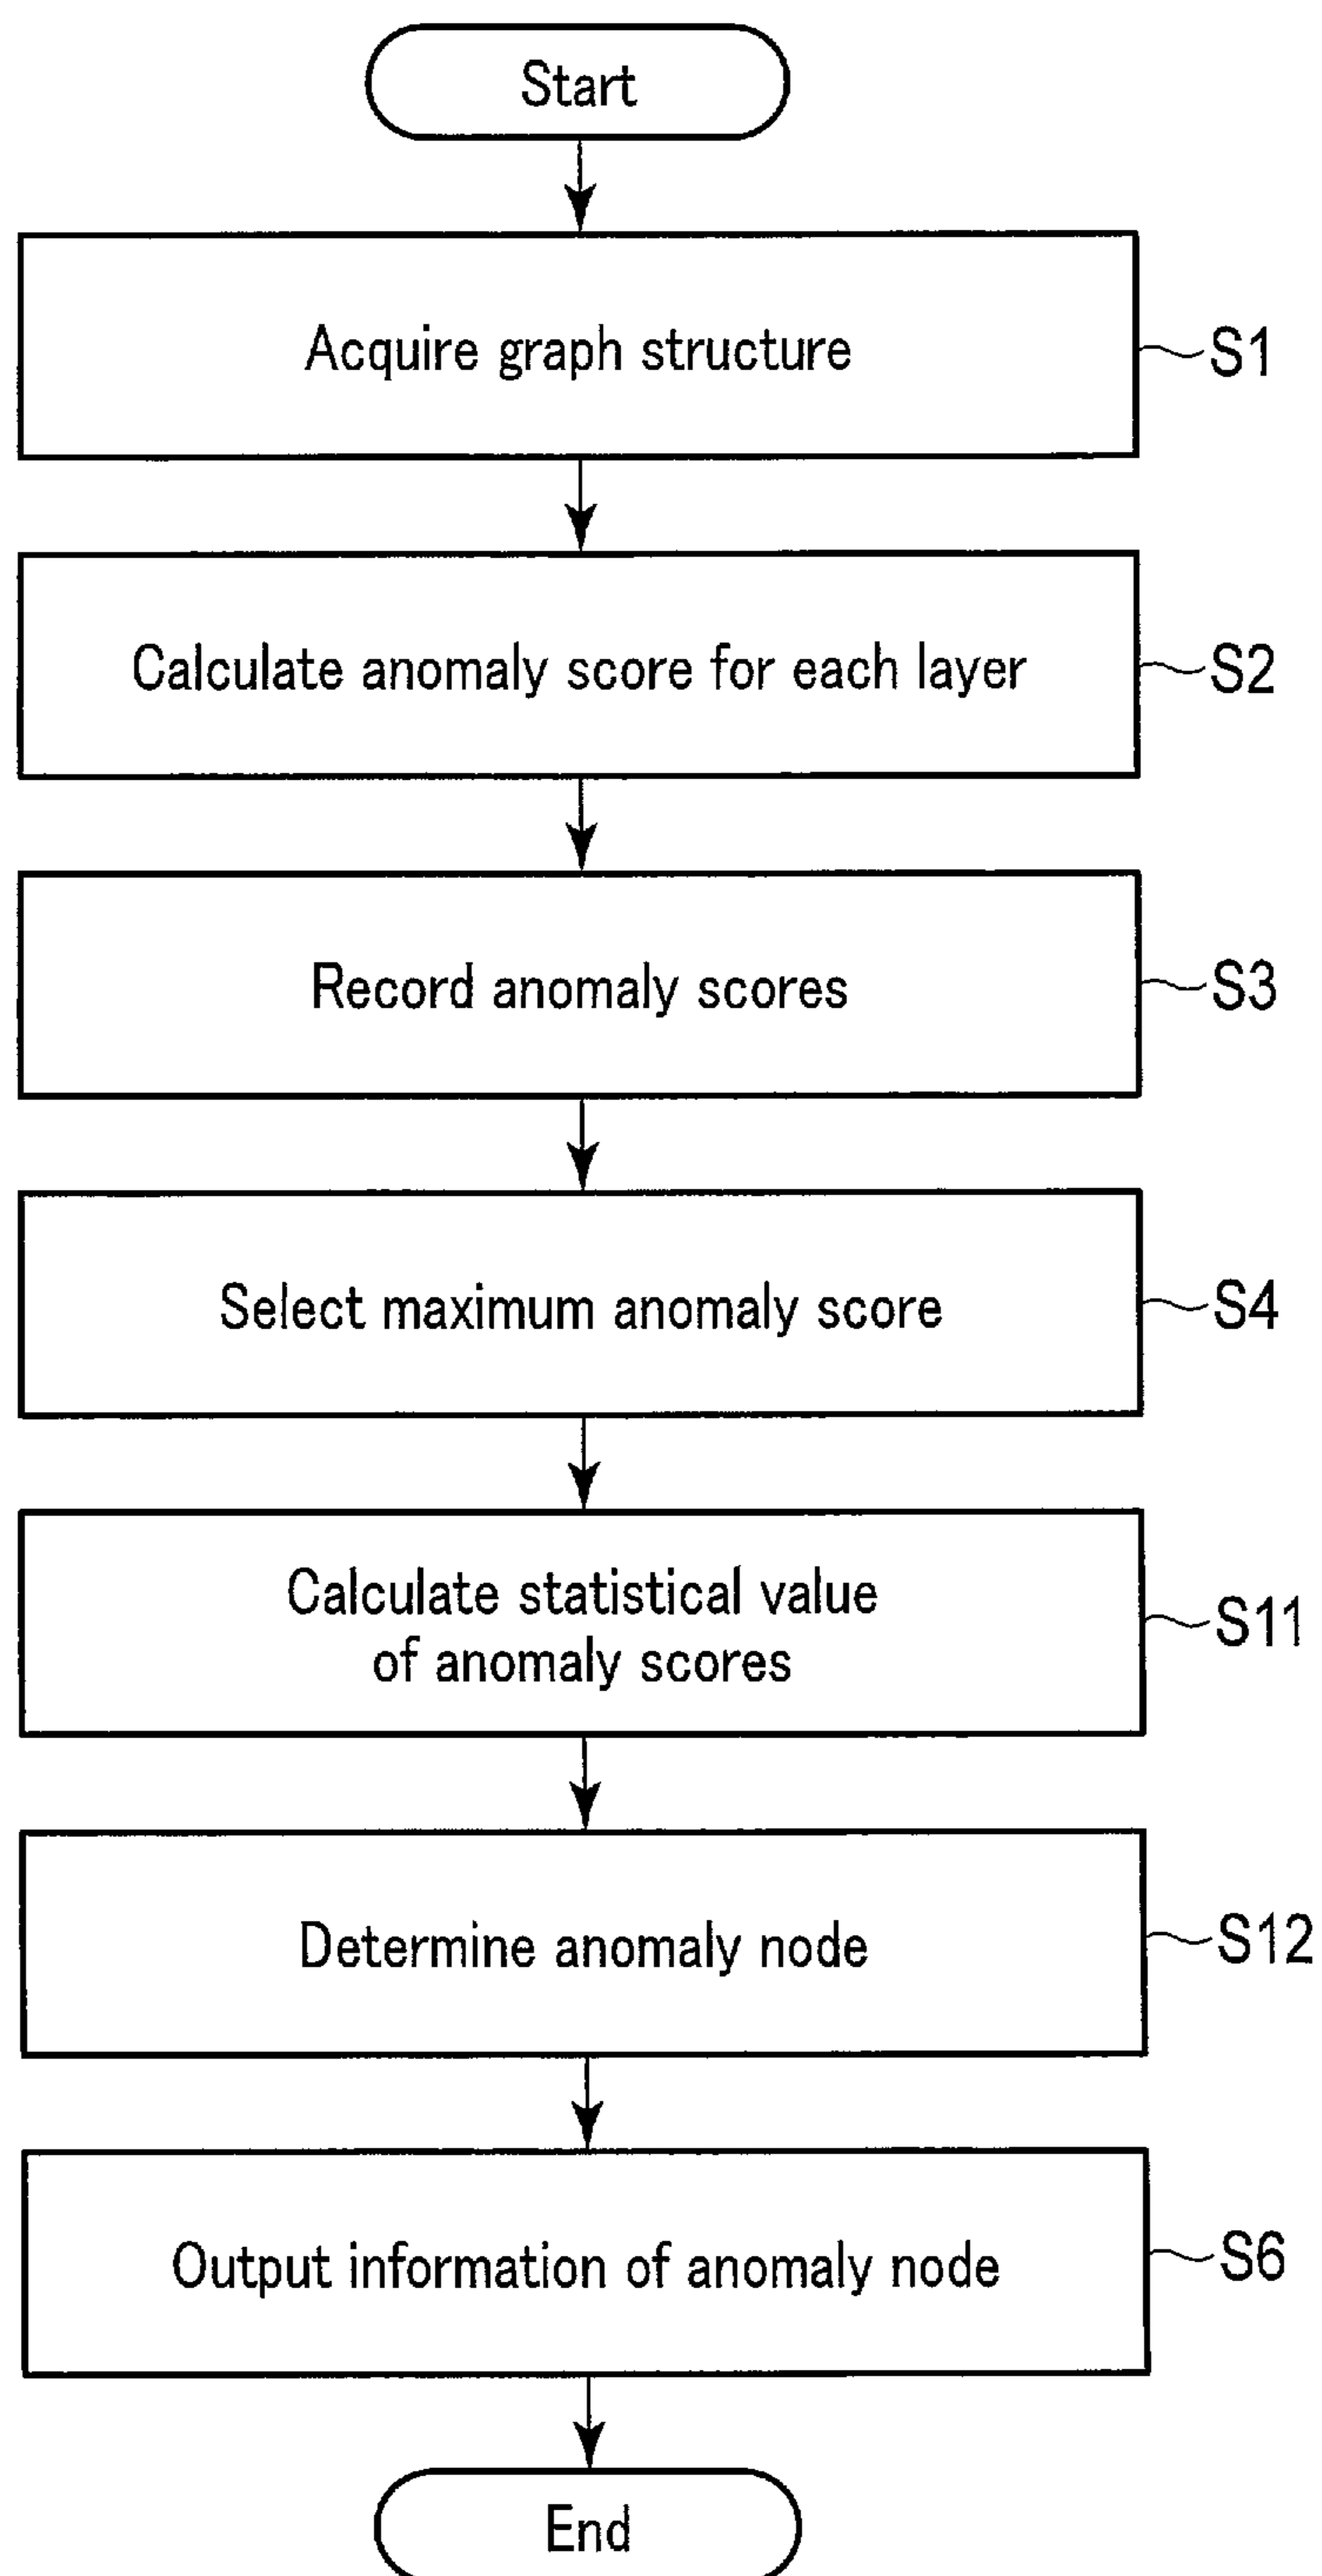 Start
Acquire graph structure
S1
Calculate anomaly score for each layer
S2
Record anomaly scores
S3
Select maximum anomaly score
S4
Calculate statistical value
of anomaly scores
S11
Determine anomaly node
S12
Output information of anomaly node
S6
End